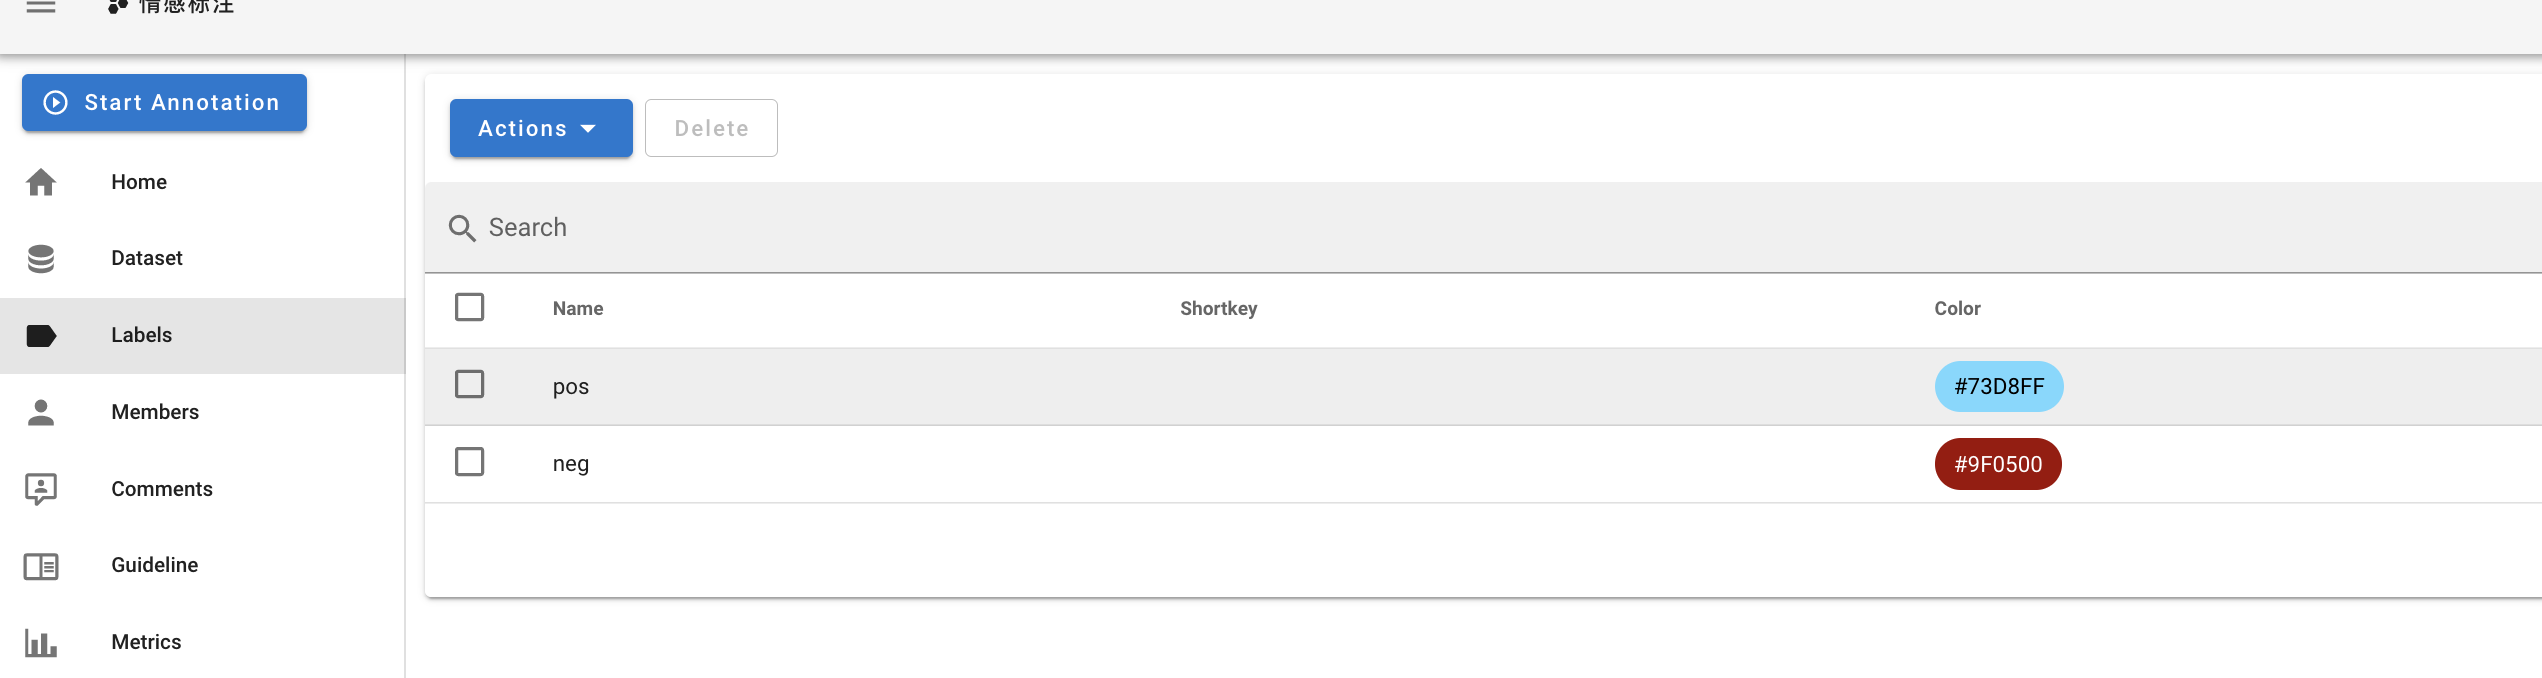 情感标注
Start Annotation
Home
Dataset
Labels
Members
Comments
Guideline
Metrics
Actions
Delete
Search
Name Shortkey Color
pos #73D8FF
neg #9F0500